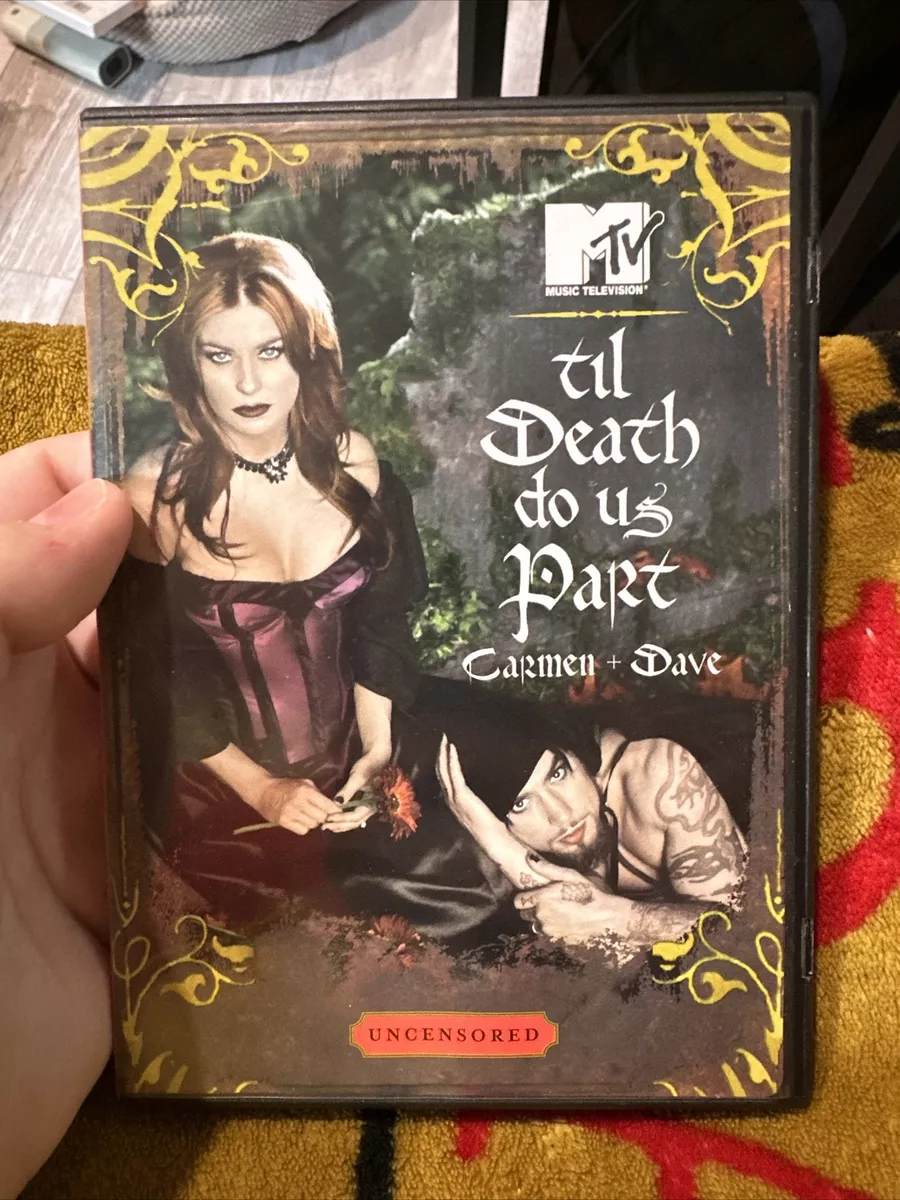 MTV
MUSIC TELEVISION®
til
Death
do us
Part
Carmen + Dave
UNCENSORED